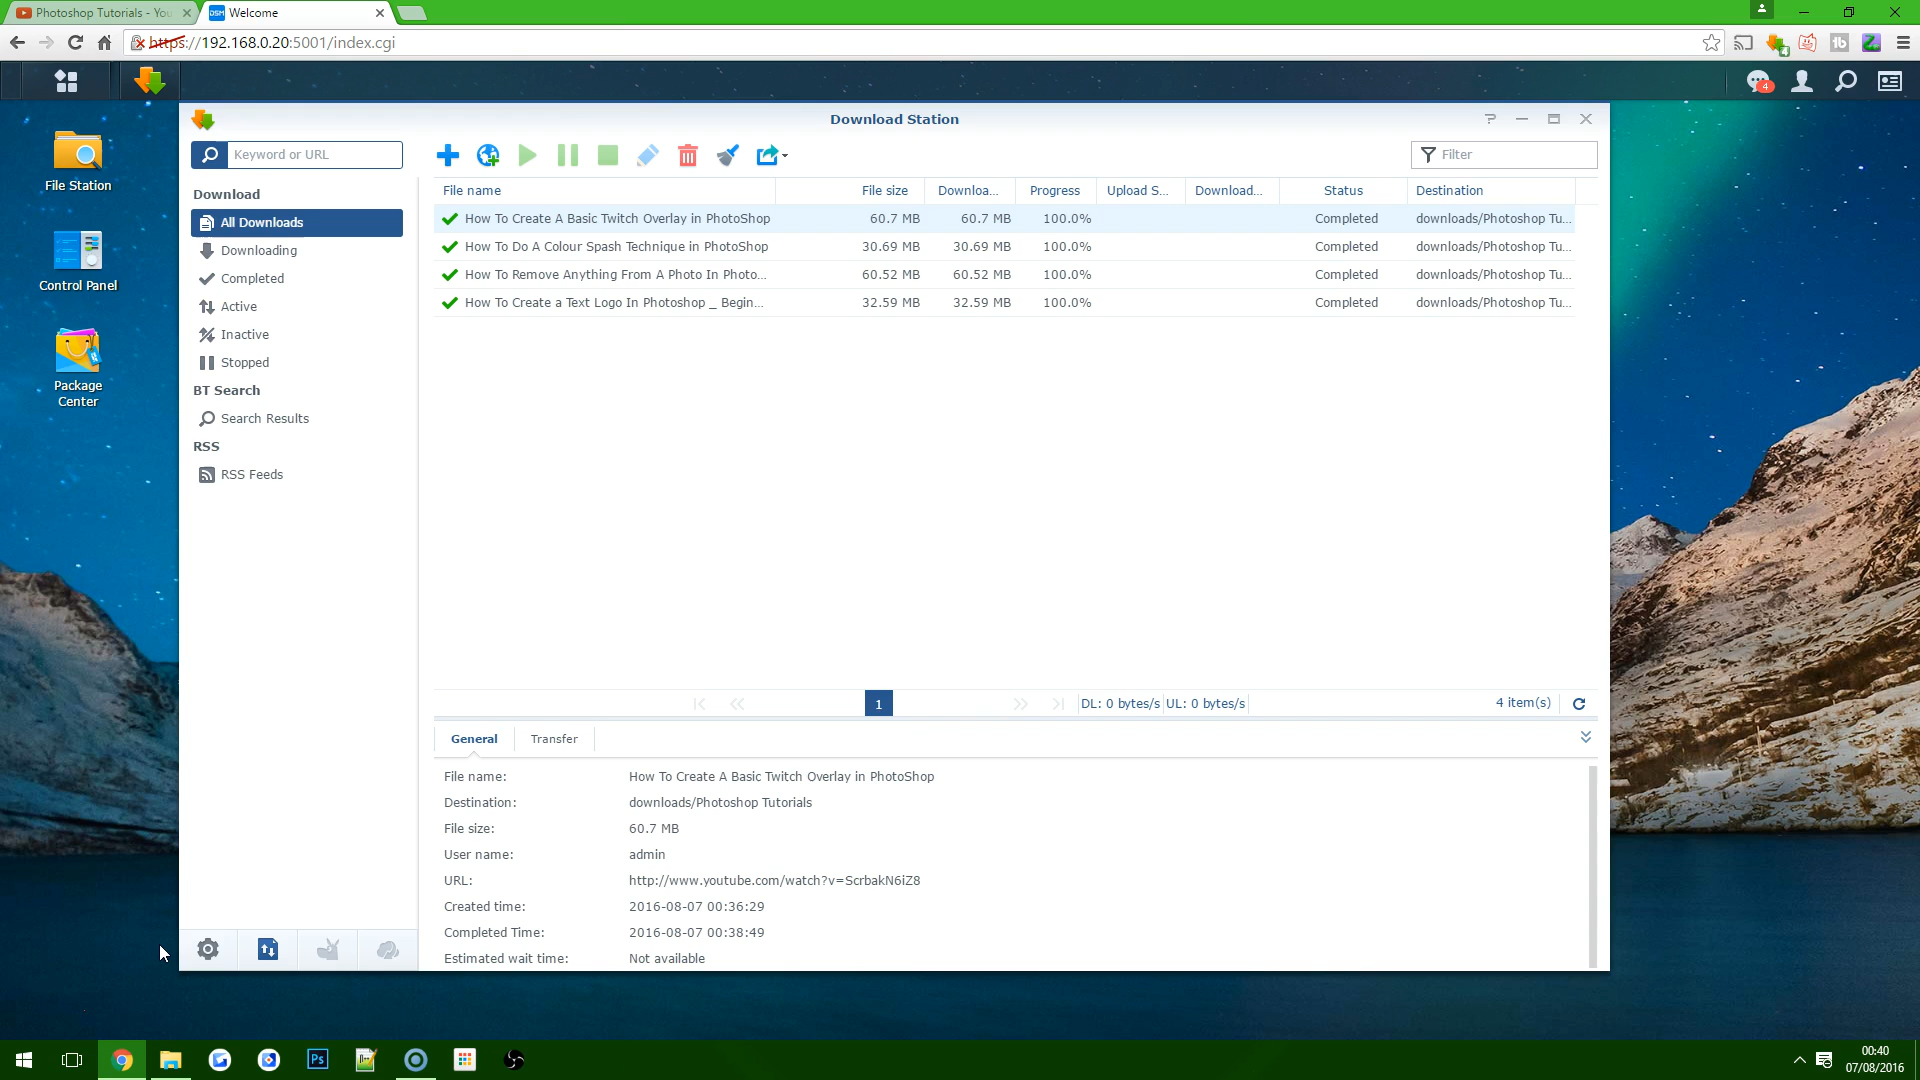 Photoshop Tutorials - You
DSM Welcome
https://192.168.0.20:5001/index.cgi
4
tb
4
Download Station
File Station
Control Panel
Package
Center
Keyword or URL
Filter
Download
All Downloads
Downloading
Completed
Active
Inactive
Stopped
BT Search
Search Results
RSS
RSS Feeds
File name File size Downloa... Progress Upload S... Download... Status Destination
How To Create A Basic Twitch Overlay in PhotoShop 60.7 MB 60.7 MB 100.0% Completed downloads/Photoshop Tu...
How To Do A Colour Spash Technique in PhotoShop 30.69 MB 30.69 MB 100.0% Completed downloads/Photoshop Tu...
How To Remove Anything From A Photo In Photo... 60.52 MB 60.52 MB 100.0% Completed downloads/Photoshop Tu...
How To Create a Text Logo In Photoshop _ Begin... 32.59 MB 32.59 MB 100.0% Completed downloads/Photoshop Tu...
1 DL: 0 bytes/s UL: 0 bytes/s 4 item(s)
General Transfer
File name: How To Create A Basic Twitch Overlay in PhotoShop
Destination: downloads/Photoshop Tutorials
File size: 60.7 MB
User name: admin
URL: http://www.youtube.com/watch?v=ScrbakN6iZ8
Created time: 2016-08-07 00:36:29
Completed Time: 2016-08-07 00:38:49
Estimated wait time: Not available
Ps
00:40
07/08/2016